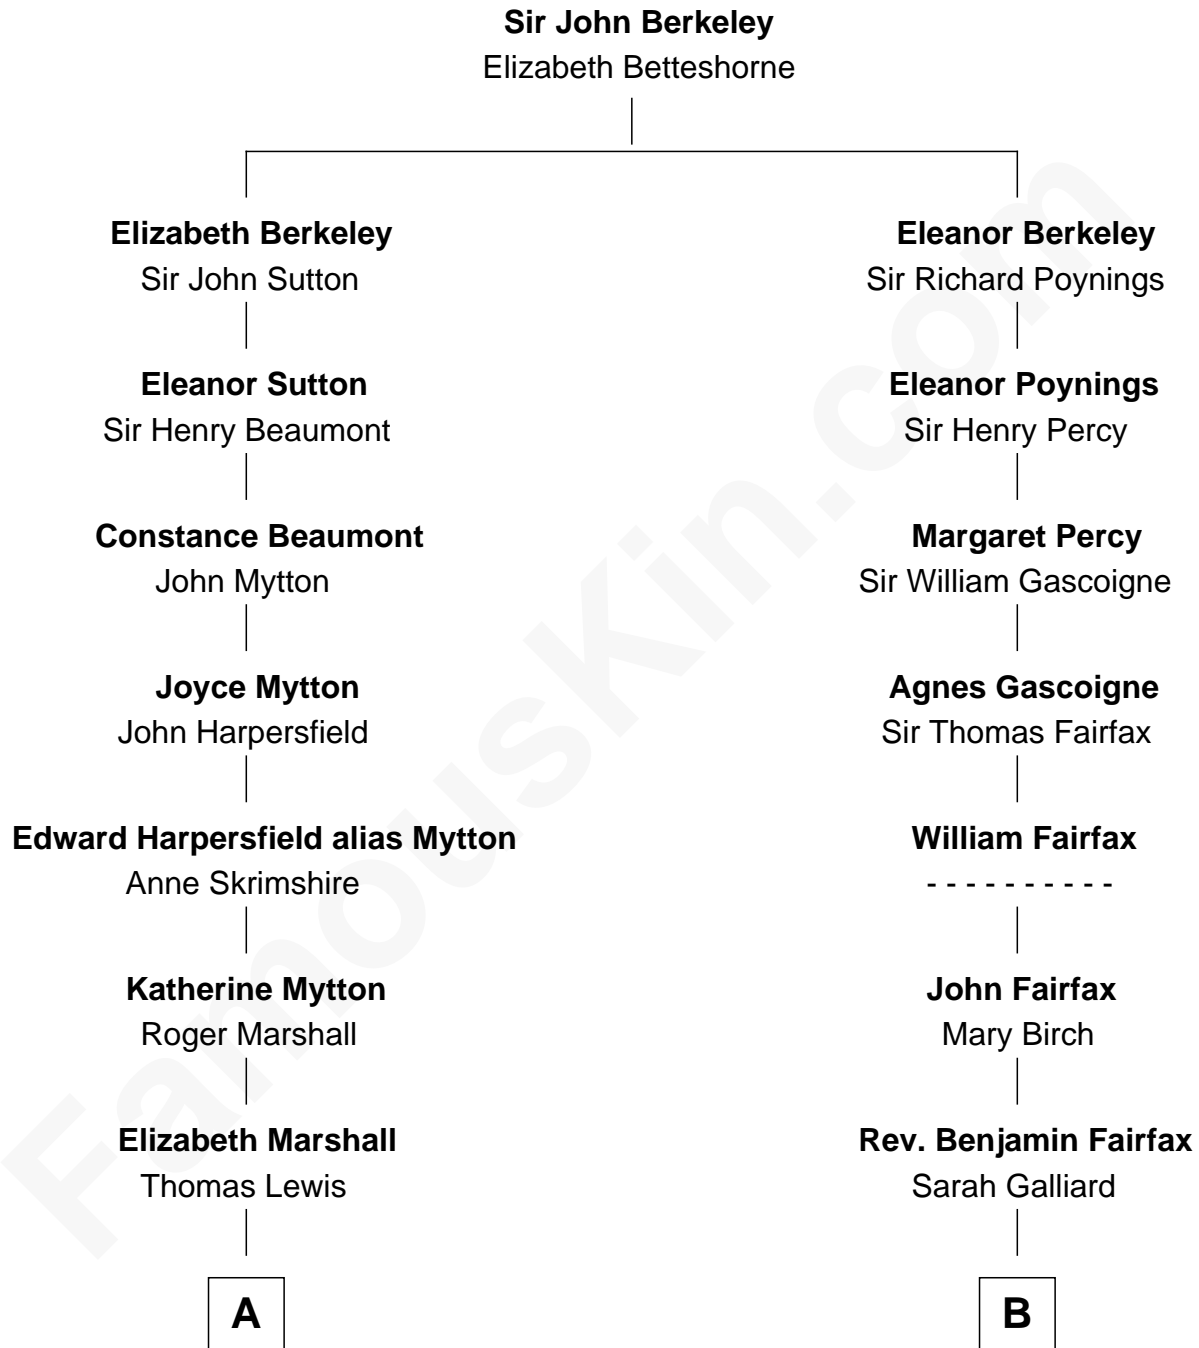 Sir John Berkeley
Elizabeth Betteshorne
Elizabeth Berkeley
Sir John Sutton
Eleanor Sutton
Sir Henry Beaumont
Constance Beaumont
John Mytton
Joyce Mytton
John Harpersfield
Edward Harpersfield alias Mytton
Anne Skrimshire
Katherine Mytton
Roger Marshall
Elizabeth Marshall
Thomas Lewis
A
Eleanor Berkeley
Sir Richard Poynings
Eleanor Poynings
Sir Henry Percy
Margaret Percy
Sir William Gascoigne
Agnes Gascoigne
Sir Thomas Fairfax
William Fairfax
- - - - - - - - - -
John Fairfax
Mary Birch
Rev. Benjamin Fairfax
Sarah Galliard
B
FamousKin.com